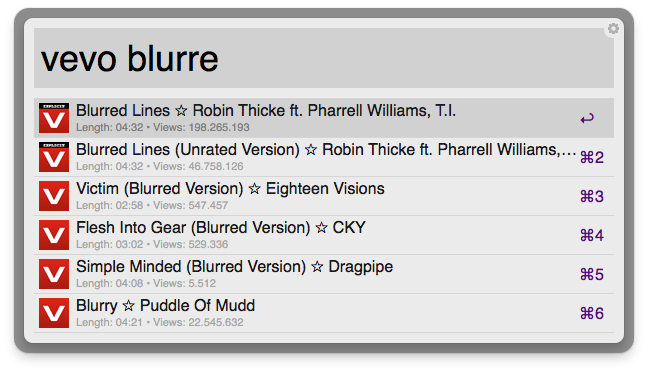 vevo blurre
EXPLICIT
Blurred Lines ☆ Robin Thicke ft. Pharrell Williams, T.I.
Length: 04:32 • Views: 198.265.193
↩
EXPLICIT
Blurred Lines (Unrated Version) ☆ Robin Thicke ft. Pharrell Williams,...
Length: 04:32 • Views: 46.758.126
⌘2
Victim (Blurred Version) ☆ Eighteen Visions
Length: 02:58 • Views: 547.457
⌘3
Flesh Into Gear (Blurred Version) ☆ CKY
Length: 03:02 • Views: 529.336
⌘4
Simple Minded (Blurred Version) ☆ Dragpipe
Length: 04:08 • Views: 5.512
⌘5
Blurry ☆ Puddle Of Mudd
Length: 04:21 • Views: 22.545.632
⌘6